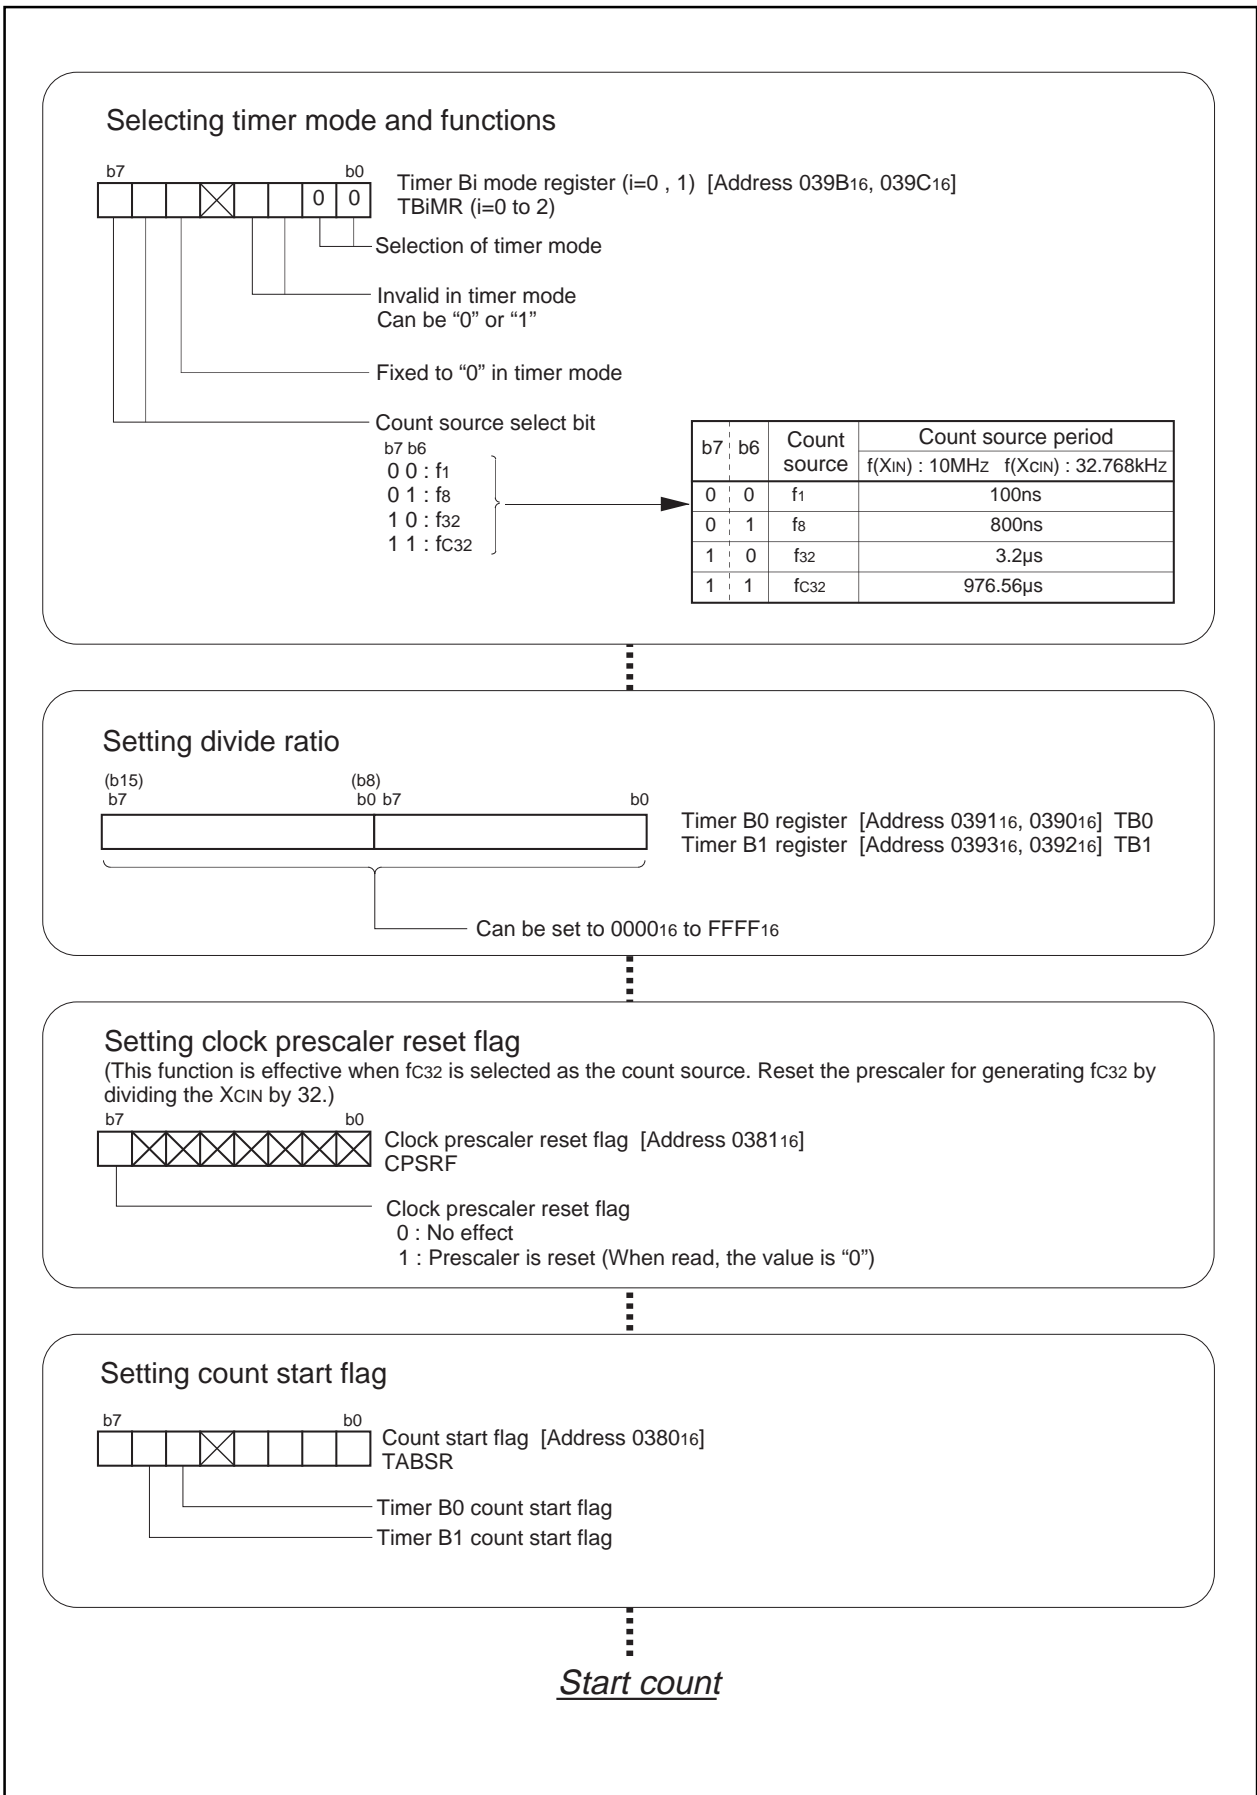 Selecting timer mode and functions
b7 b0
0 0
Timer Bi mode register (i=0 , 1) [Address 039B16, 039C16]
TBiMR (i=0 to 2)
Selection of timer mode
Invalid in timer mode
Can be “0” or “1”
Fixed to “0” in timer mode
Count source select bit
b7 b6
0 0 : f1
0 1 : f8
1 0 : f32
1 1 : fC32
b7 b6 Count source Count source period
f(XIN) : 10MHz f(XCIN) : 32.768kHz
0 0 f1 100ns
0 1 f8 800ns
1 0 f32 3.2µs
1 1 fC32 976.56µs
Setting divide ratio
(b15) (b8)
b7 b0 b7 b0
Timer B0 register [Address 039116, 039016] TB0
Timer B1 register [Address 039316, 039216] TB1
Can be set to 000016 to FFFF16
Setting clock prescaler reset flag
(This function is effective when fC32 is selected as the count source. Reset the prescaler for generating fC32 by
dividing the XCIN by 32.)
b7 b0
Clock prescaler reset flag [Address 038116]
CPSRF
Clock prescaler reset flag
0 : No effect
1 : Prescaler is reset (When read, the value is “0”)
Setting count start flag
b7 b0
Count start flag [Address 038016]
TABSR
Timer B0 count start flag
Timer B1 count start flag
Start count